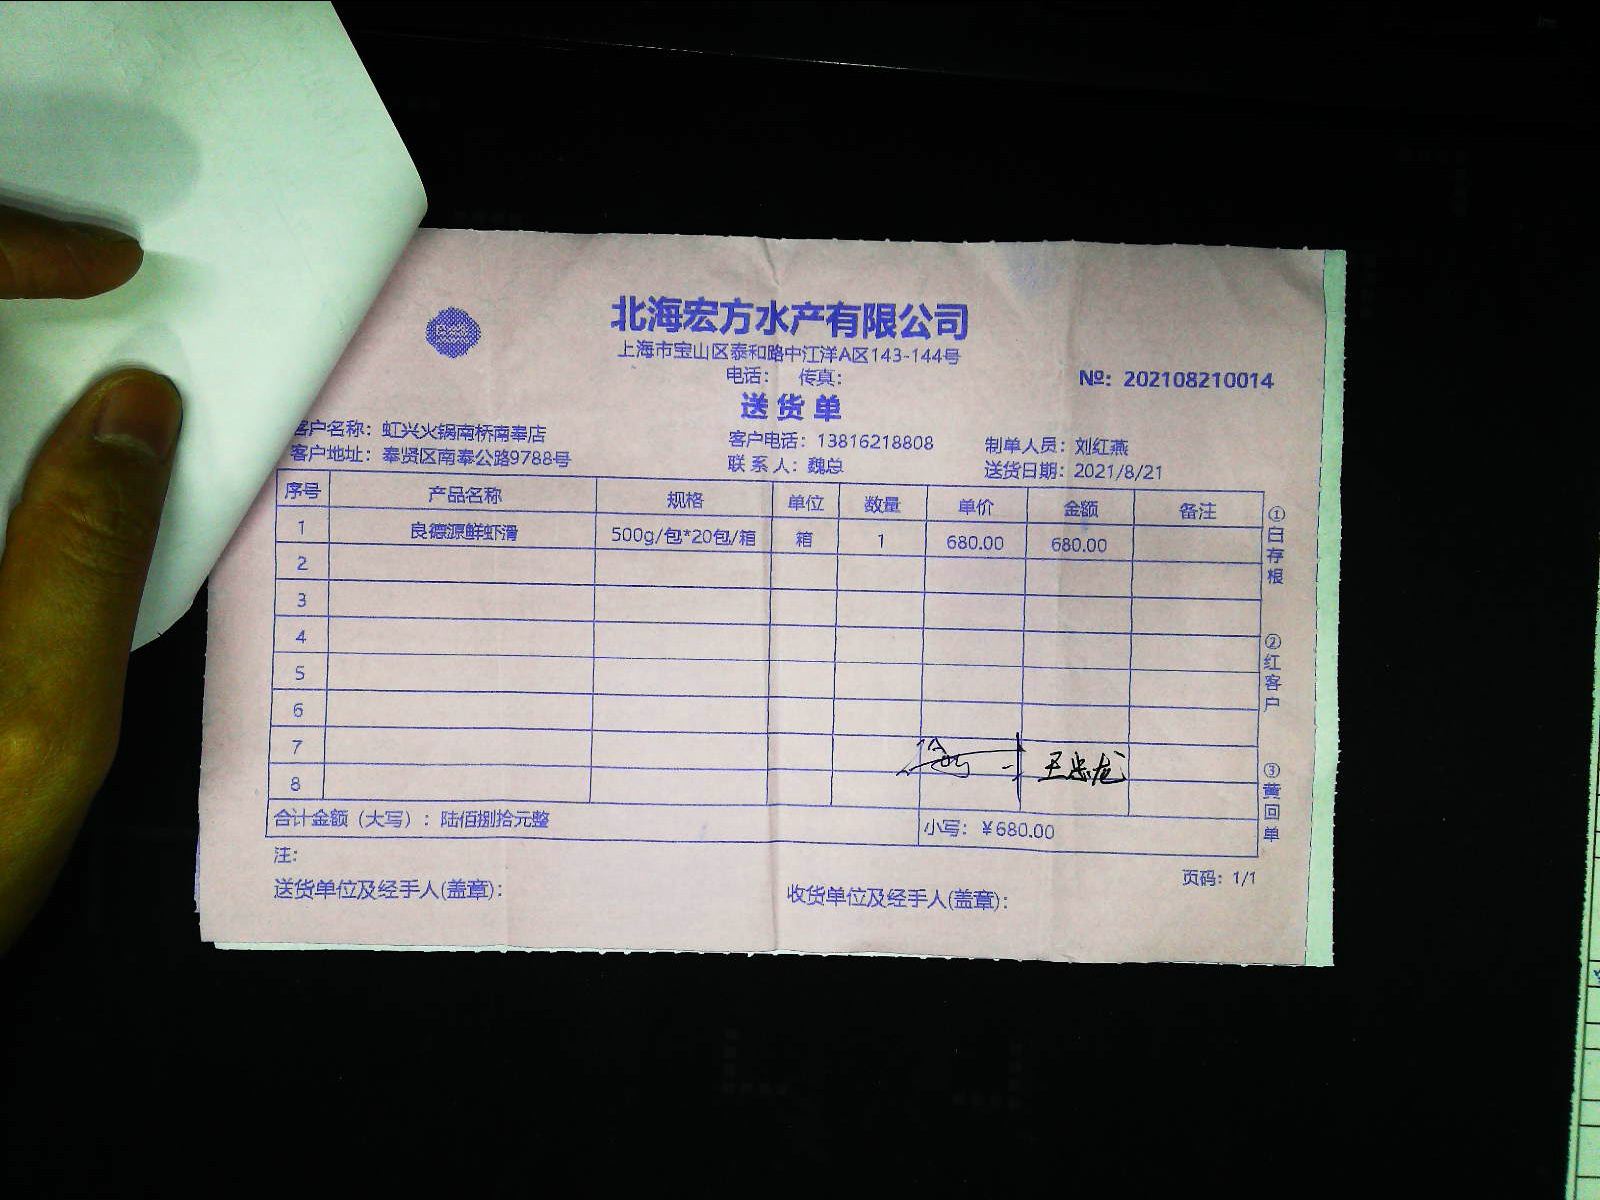 北海宏方水产有限公司
上海市宝山区泰和路中江洋A区143-144号
电话： 传真：
№：202108210014
送货单
客户名称：虹兴火锅南桥南奉店 客户电话：13816218808 制单人员：刘红燕
客户地址：奉贤区南奉公路9788号 联系人：魏总 送货日期：2021/8/21
序号 产品名称 规格 单位 数量 单价 金额 备注
1 良德源鲜虾滑 500g/包*20包/箱 箱 1 680.00 680.00
2
3
4
5
6
7
8
王忠龙
合计金额（大写）：陆佰捌拾元整 小写：￥680.00
注：
送货单位及经手人(盖章)： 收货单位及经手人(盖章)：
页码：1/1
①白存根
②红客户
③黄回单